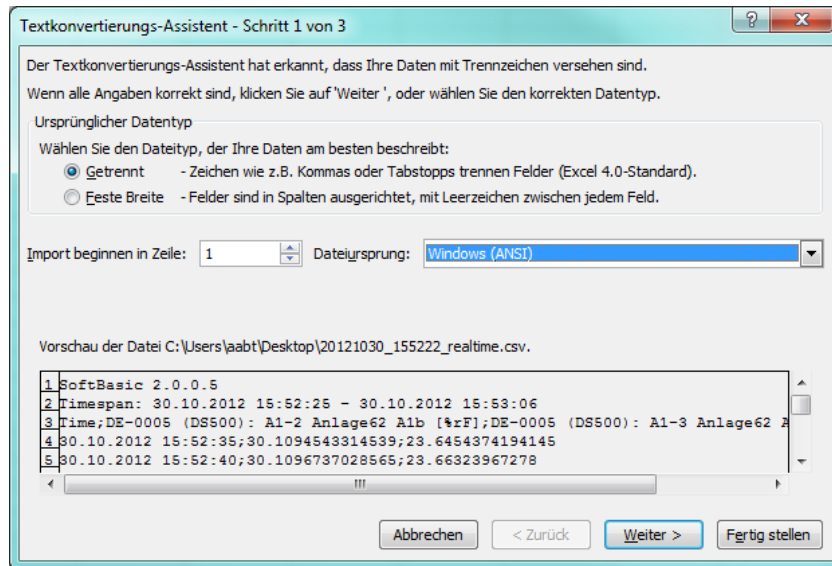 Textkonvertierungs-Assistent - Schritt 1 von 3
Der Textkonvertierungs-Assistent hat erkannt, dass Ihre Daten mit Trennzeichen versehen sind.
Wenn alle Angaben korrekt sind, klicken Sie auf 'Weiter ', oder wählen Sie den korrekten Datentyp.
Ursprünglicher Datentyp
Wählen Sie den Dateityp, der Ihre Daten am besten beschreibt:
Getrennt - Zeichen wie z.B. Kommas oder Tabstopps trennen Felder (Excel 4.0-Standard).
Feste Breite - Felder sind in Spalten ausgerichtet, mit Leerzeichen zwischen jedem Feld.
Import beginnen in Zeile: 1 Dateiursprung: Windows (ANSI)
Vorschau der Datei C:\Users\aabt\Desktop\20121030_155222_realtime.csv.
1 SoftBasic 2.0.0.5
2 Timespan: 30.10.2012 15:52:25 - 30.10.2012 15:53:06
3 Time;DE-0005 (DS500): A1-2 Anlage62 A1b [%rF];DE-0005 (DS500): A1-3 Anlage62 A
4 30.10.2012 15:52:35;30.1094543314539;23.6454374194145
5 30.10.2012 15:52:40;30.1096737028565;23.66323967278
Abbrechen < Zurück Weiter > Fertig stellen